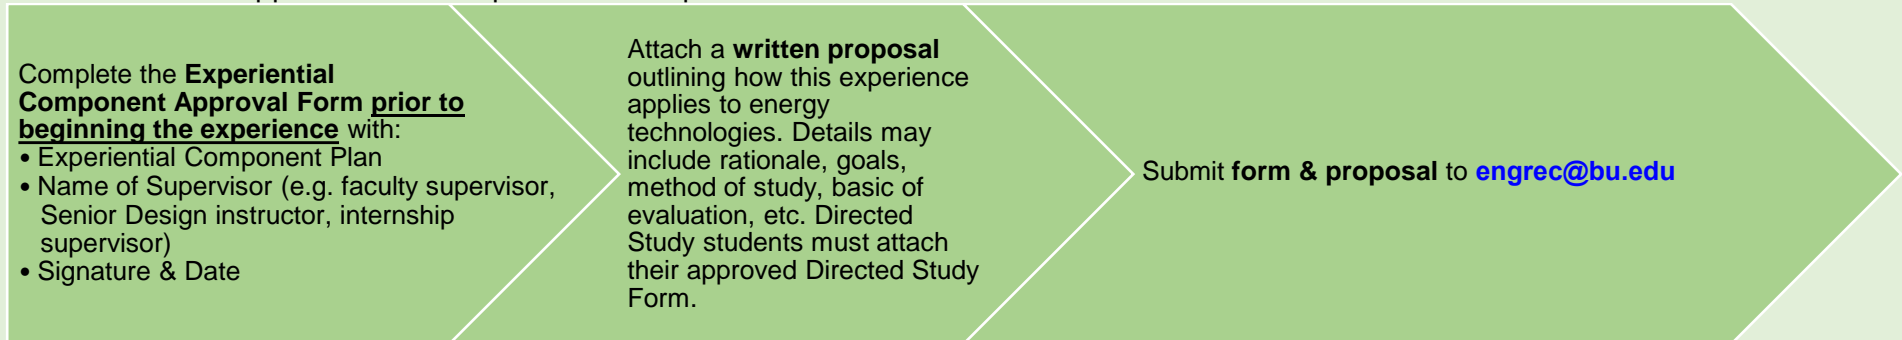 Complete the Experiential
Component Approval Form prior to
beginning the experience with:
• Experiential Component Plan
• Name of Supervisor (e.g. faculty supervisor,
Senior Design instructor, internship
supervisor)
• Signature & Date
Attach a written proposal
outlining how this experience
applies to energy
technologies. Details may
include rationale, goals,
method of study, basic of
evaluation, etc. Directed
Study students must attach
their approved Directed Study
Form.
Submit form & proposal to engrec@bu.edu